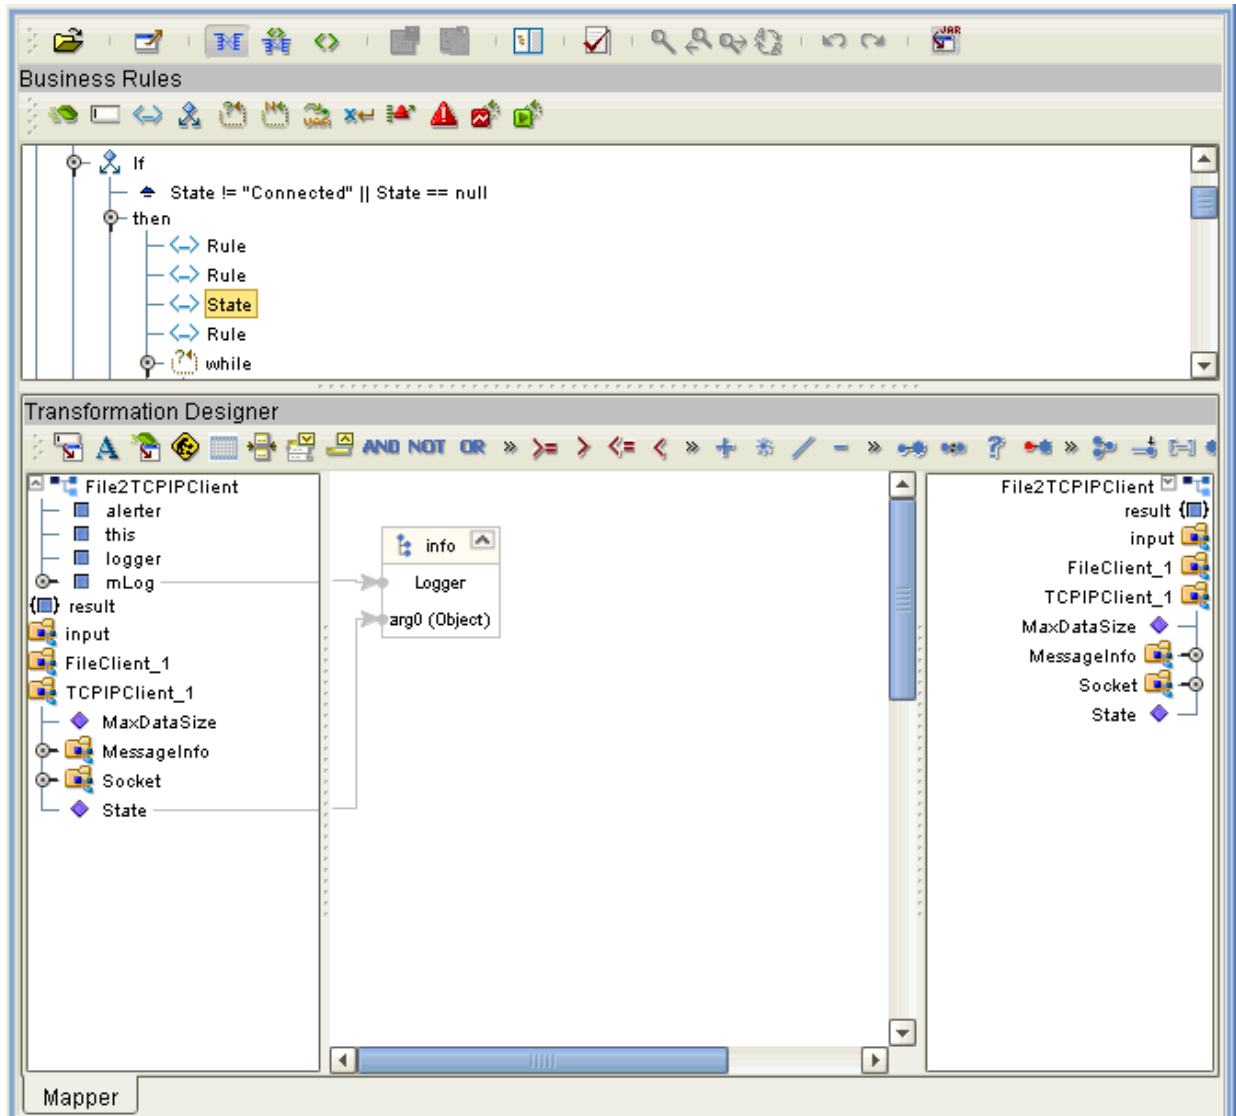 JAR
Business Rules
JAR
If
State != "Connected" || State == null
then
Rule
Rule
State
Rule
while
Transformation Designer
A AND NOT OR » >= > <= < » + * / - » ? »
File2TCPIPClient
alerter
this
logger
mLog
{ } result
input
FileClient_1
TCPIPClient_1
MaxDataSize
MessageInfo
Socket
State
info
Logger
arg0 (Object)
File2TCPIPClient
result { }
input
FileClient_1
TCPIPClient_1
MaxDataSize
MessageInfo
Socket
State
Mapper